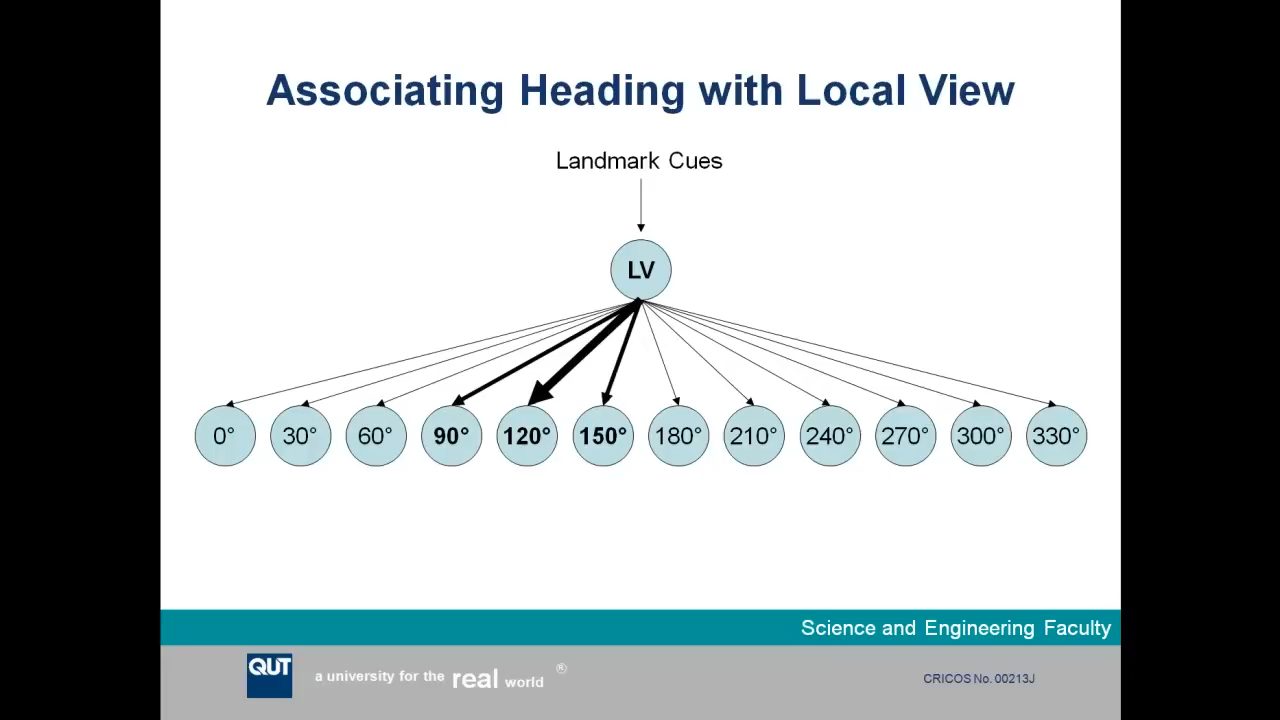 Associating Heading with Local View
Landmark Cues
LV
0° 30° 60° 90° 120° 150° 180° 210° 240° 270° 300° 330°
Science and Engineering Faculty
QUT a university for the real world ® CRICOS No. 00213J